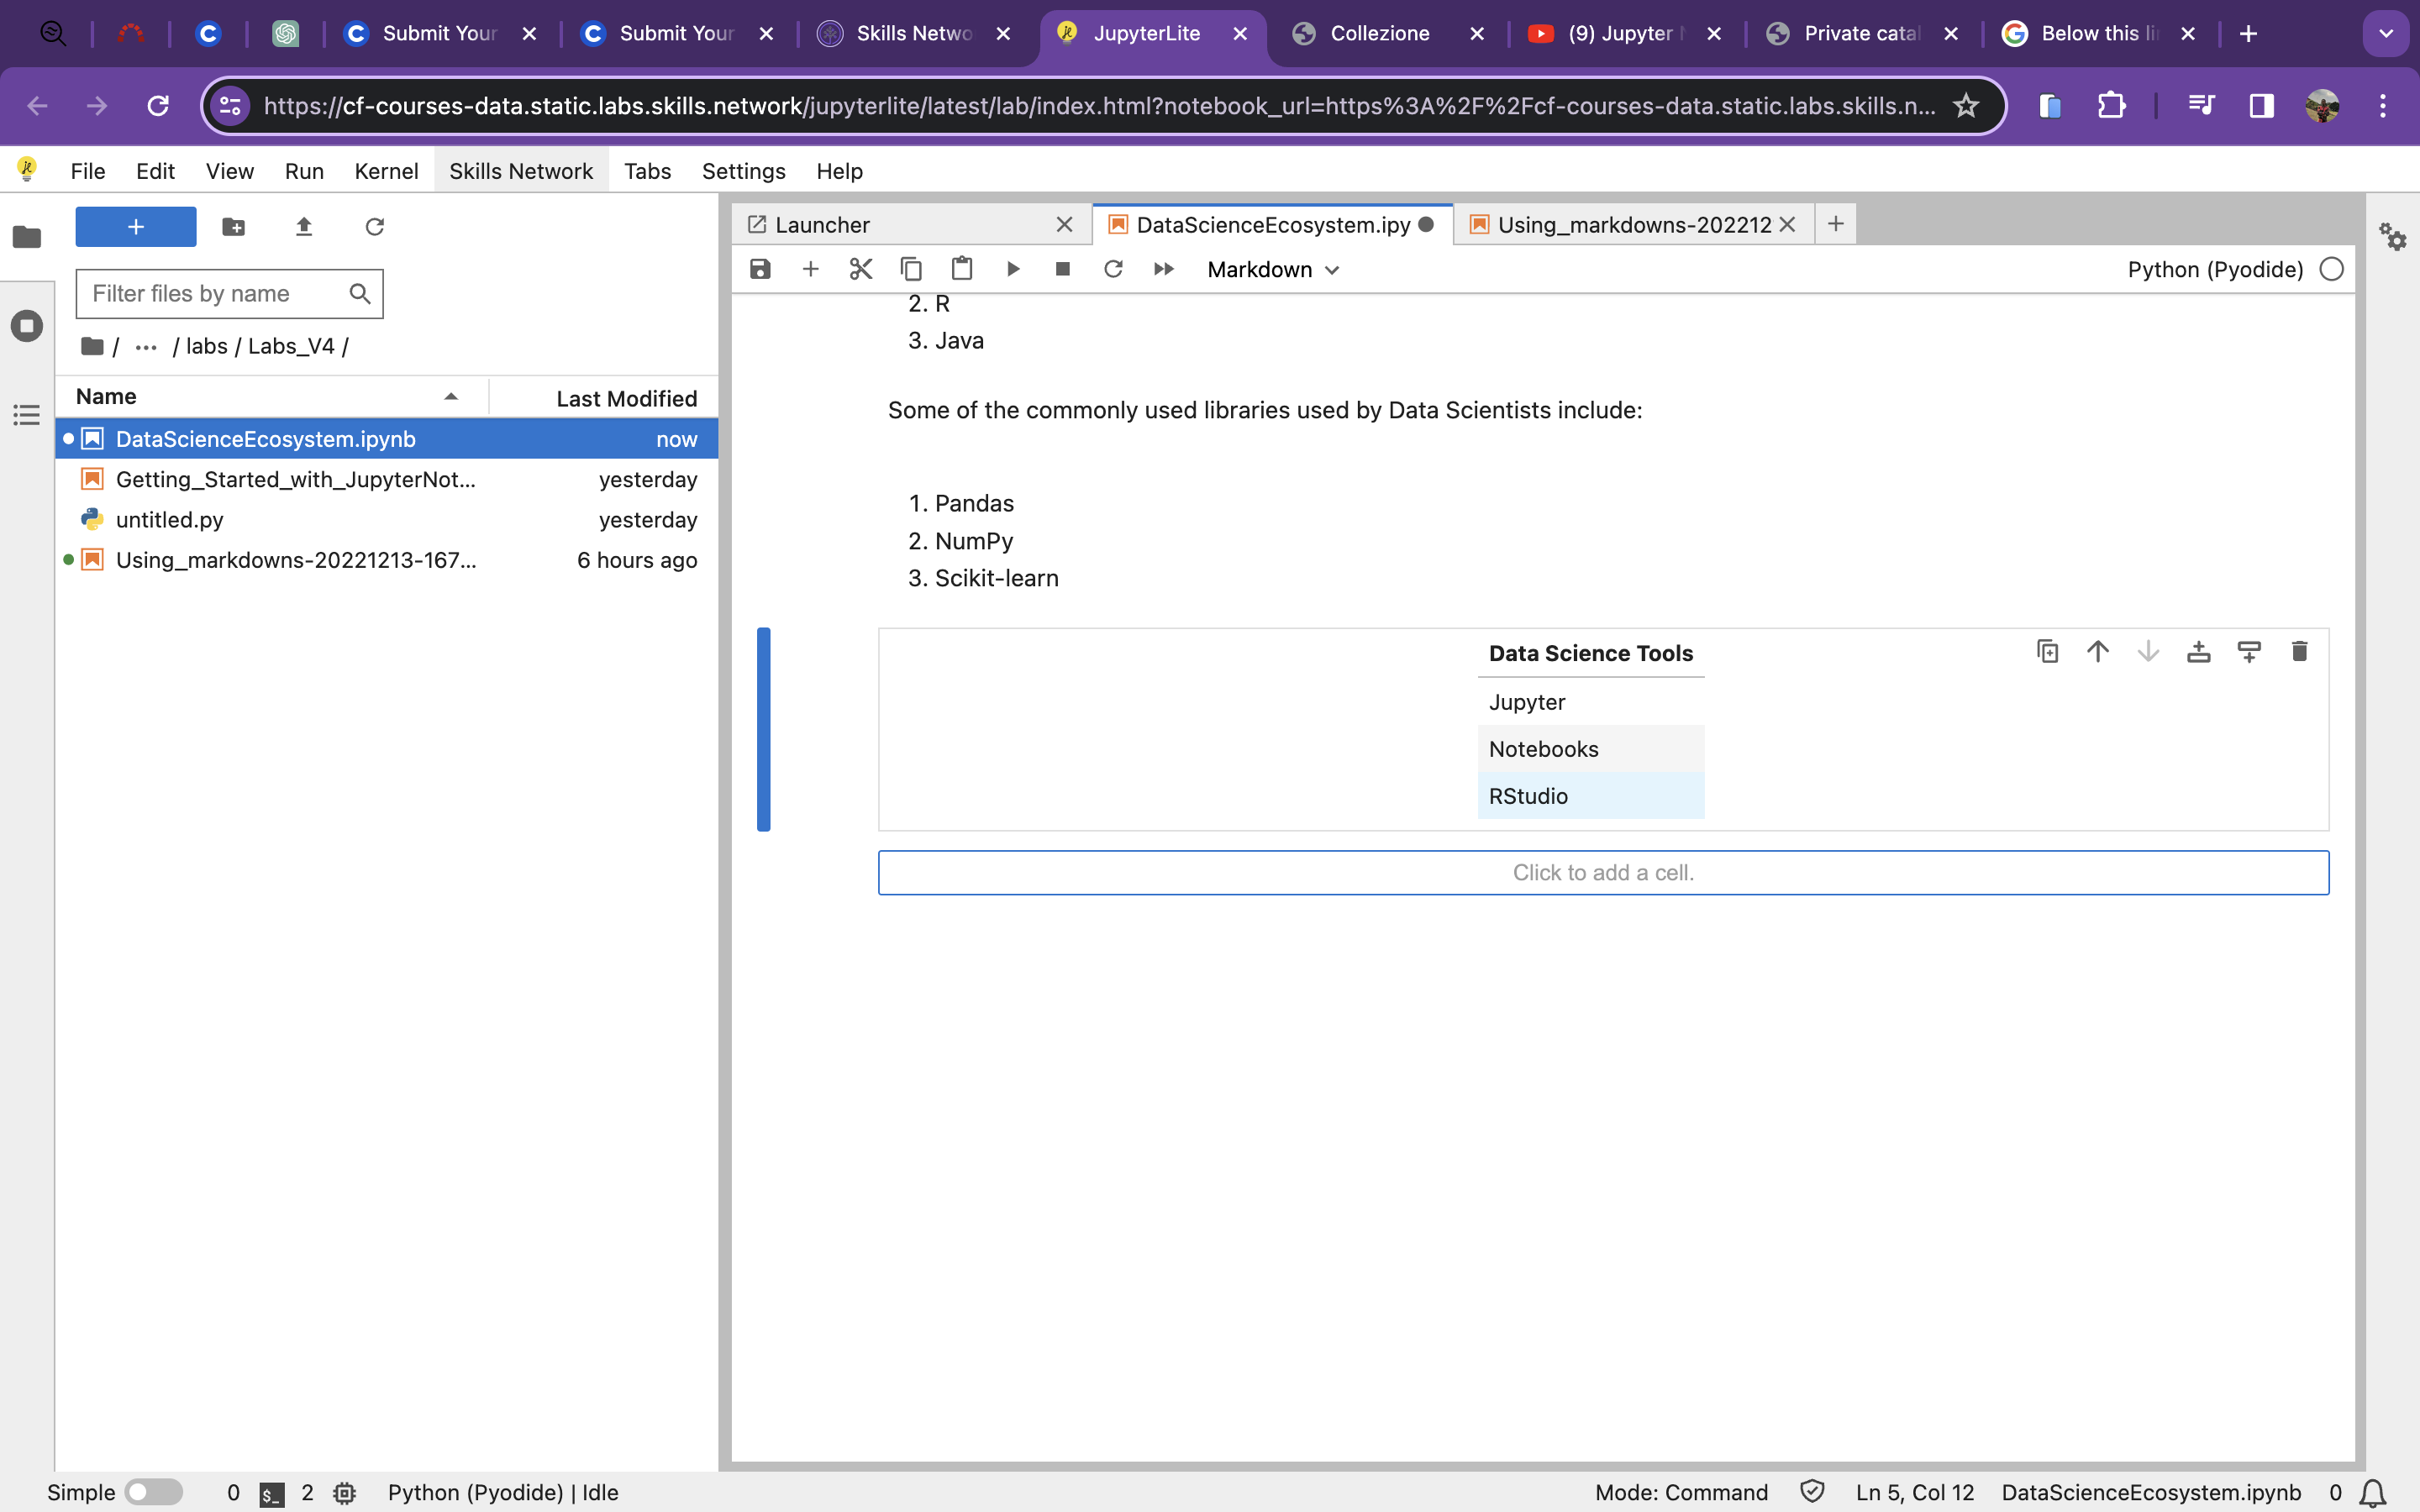 Submit Your
Submit Your
Skills Netwo
JupyterLite
Collezione
(9) Jupyter N
Private catal
Below this li
https://cf-courses-data.static.labs.skills.network/jupyterlite/latest/lab/index.html?notebook_url=https%3A%2F%2Fcf-courses-data.static.labs.skills.n...
File Edit View Run Kernel Skills Network Tabs Settings Help
Filter files by name
/ ... / labs / Labs_V4 /
Name Last Modified
DataScienceEcosystem.ipynb now
Getting_Started_with_JupyterNot... yesterday
untitled.py yesterday
Using_markdowns-20221213-167... 6 hours ago
Launcher
DataScienceEcosystem.ipy
Using_markdowns-202212
Markdown
Python (Pyodide)
2. R
3. Java
Some of the commonly used libraries used by Data Scientists include:
1. Pandas
2. NumPy
3. Scikit-learn
Data Science Tools
Jupyter
Notebooks
RStudio
Click to add a cell.
Simple 0 $_ 2 Python (Pyodide) | Idle
Mode: Command Ln 5, Col 12 DataScienceEcosystem.ipynb 0